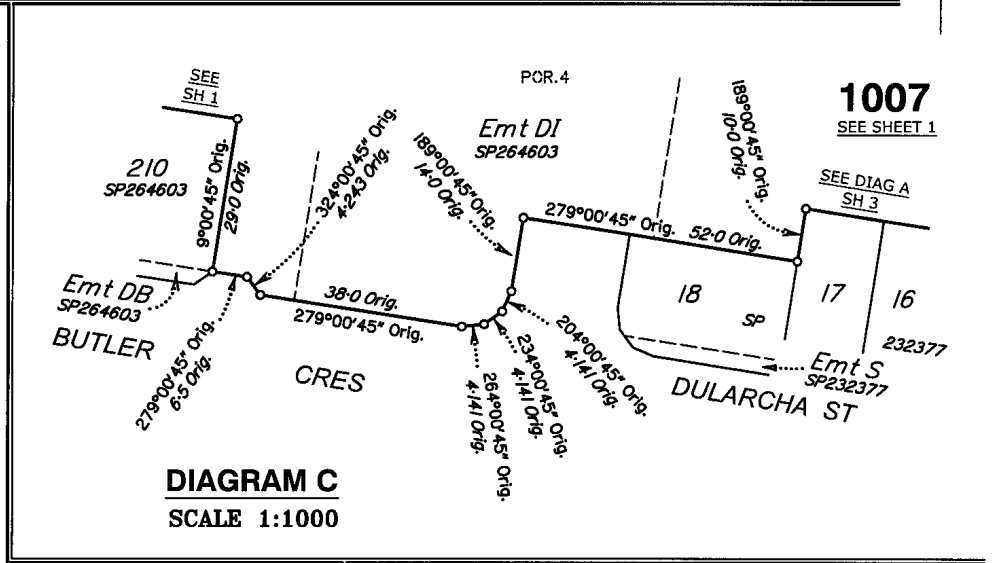 SEE
SH 1
POR.4
1007
SEE SHEET 1
210
SP264603
9°00'45" Orig.
29·0 Orig.
324°00'45" Orig.
4·243 Orig.
Emt DI
SP264603
189°00'45" Orig.
14·0 Orig.
189°00'45" Orig.
10·0 Orig.
SEE DIAG A
SH 3
279°00'45" Orig.
52·0 Orig.
Emt DB
SP264603
38·0 Orig.
279°00'45" Orig.
18
SP
17
16
232377
BUTLER
CRES
279°00'45" Orig.
6·5 Orig.
264°00'45" Orig.
4·141 Orig.
234°00'45" Orig.
4·141 Orig.
204°00'45" Orig.
4·141 Orig.
Emt S
SP232377
DULARCHA ST
DIAGRAM C
SCALE 1:1000